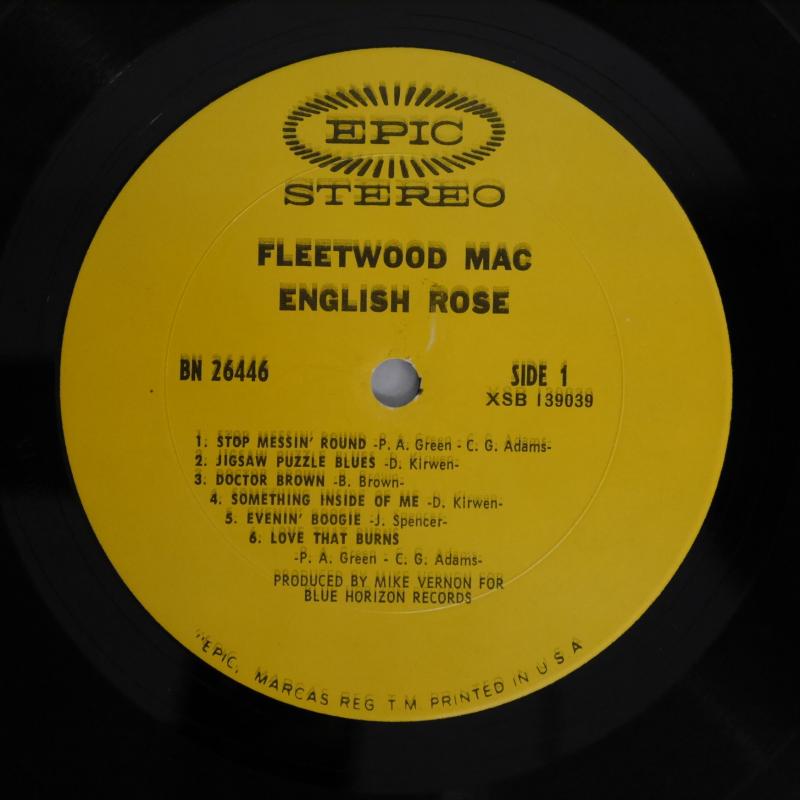 EPIC
STEREO
FLEETWOOD MAC
ENGLISH ROSE
BN 26446
SIDE 1
XSB 139039
1. STOP MESSIN' ROUND -P. A. Green - C. G. Adams-
2. JIGSAW PUZZLE BLUES -D. Kirwen-
3. DOCTOR BROWN -B. Brown-
4. SOMETHING INSIDE OF ME -D. Kirwen-
5. EVENIN' BOOGIE -J. Spencer-
6. LOVE THAT BURNS
-P. A. Green - C. G. Adams-
PRODUCED BY MIKE VERNON FOR
BLUE HORIZON RECORDS
"EPIC, MARCAS REG T.M. PRINTED IN U S A